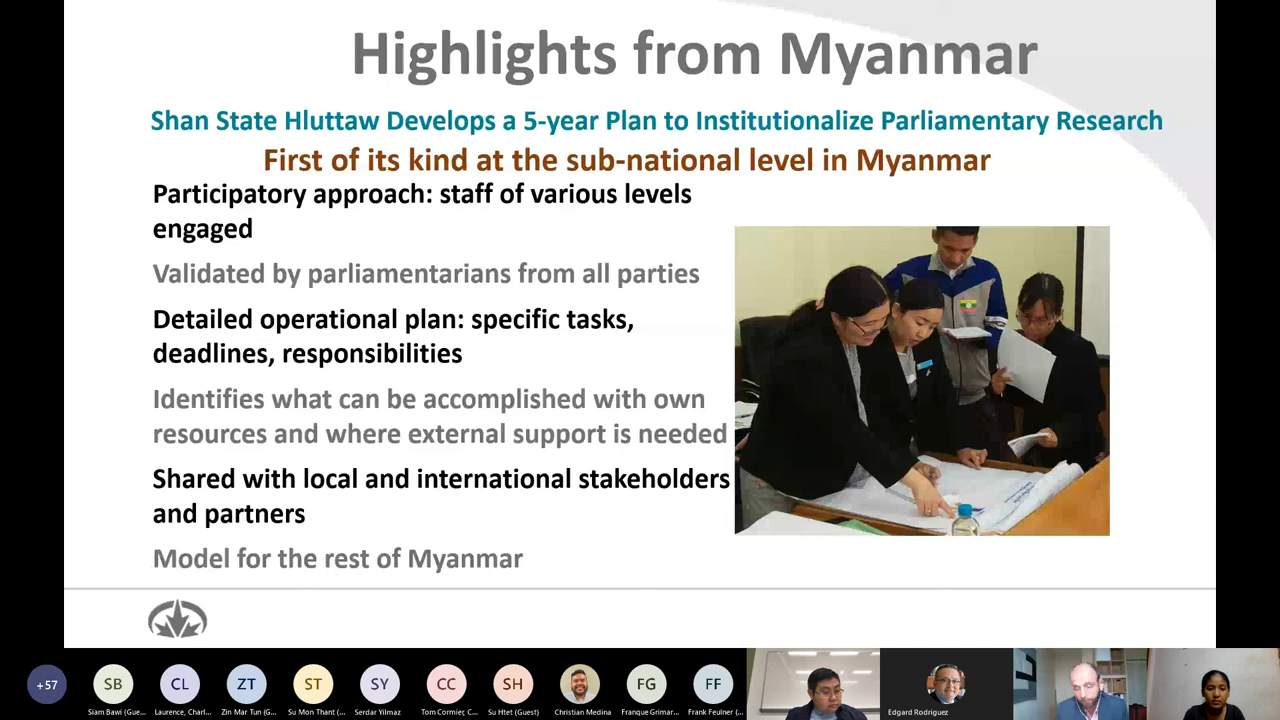 Highlights from Myanmar
Shan State Hluttaw Develops a 5-year Plan to Institutionalize Parliamentary Research
First of its kind at the sub-national level in Myanmar
Participatory approach: staff of various levels
engaged
Validated by parliamentarians from all parties
Detailed operational plan: specific tasks,
deadlines, responsibilities
Identifies what can be accomplished with own
resources and where external support is needed
Shared with local and international stakeholders
and partners
Model for the rest of Myanmar
+57
SB
CL
ZT
ST
SY
CC
SH
FG
FF
Siam Bawi (Gue...
Laurence, Charl...
Zin Mar Tun (G...
Su Mon Thant (...
Serdar Yilmaz
Tom Cormier, C...
Su Htet (Guest)
Christian Medina
Franque Grimar...
Frank Feulner (...
Edgard Rodriguez